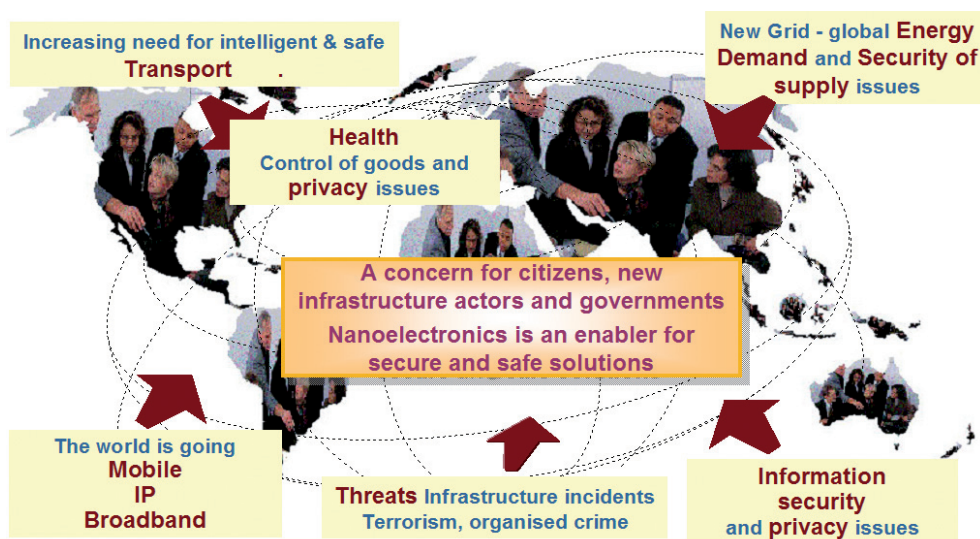 Increasing need for intelligent & safe
Transport .
New Grid - global Energy
Demand and Security of
supply issues
Health
Control of goods and
privacy issues
A concern for citizens, new
infrastructure actors and governments
Nanoelectronics is an enabler for
secure and safe solutions
The world is going
Mobile
IP
Broadband
Threats Infrastructure incidents
Terrorism, organised crime
Information
security
and privacy issues